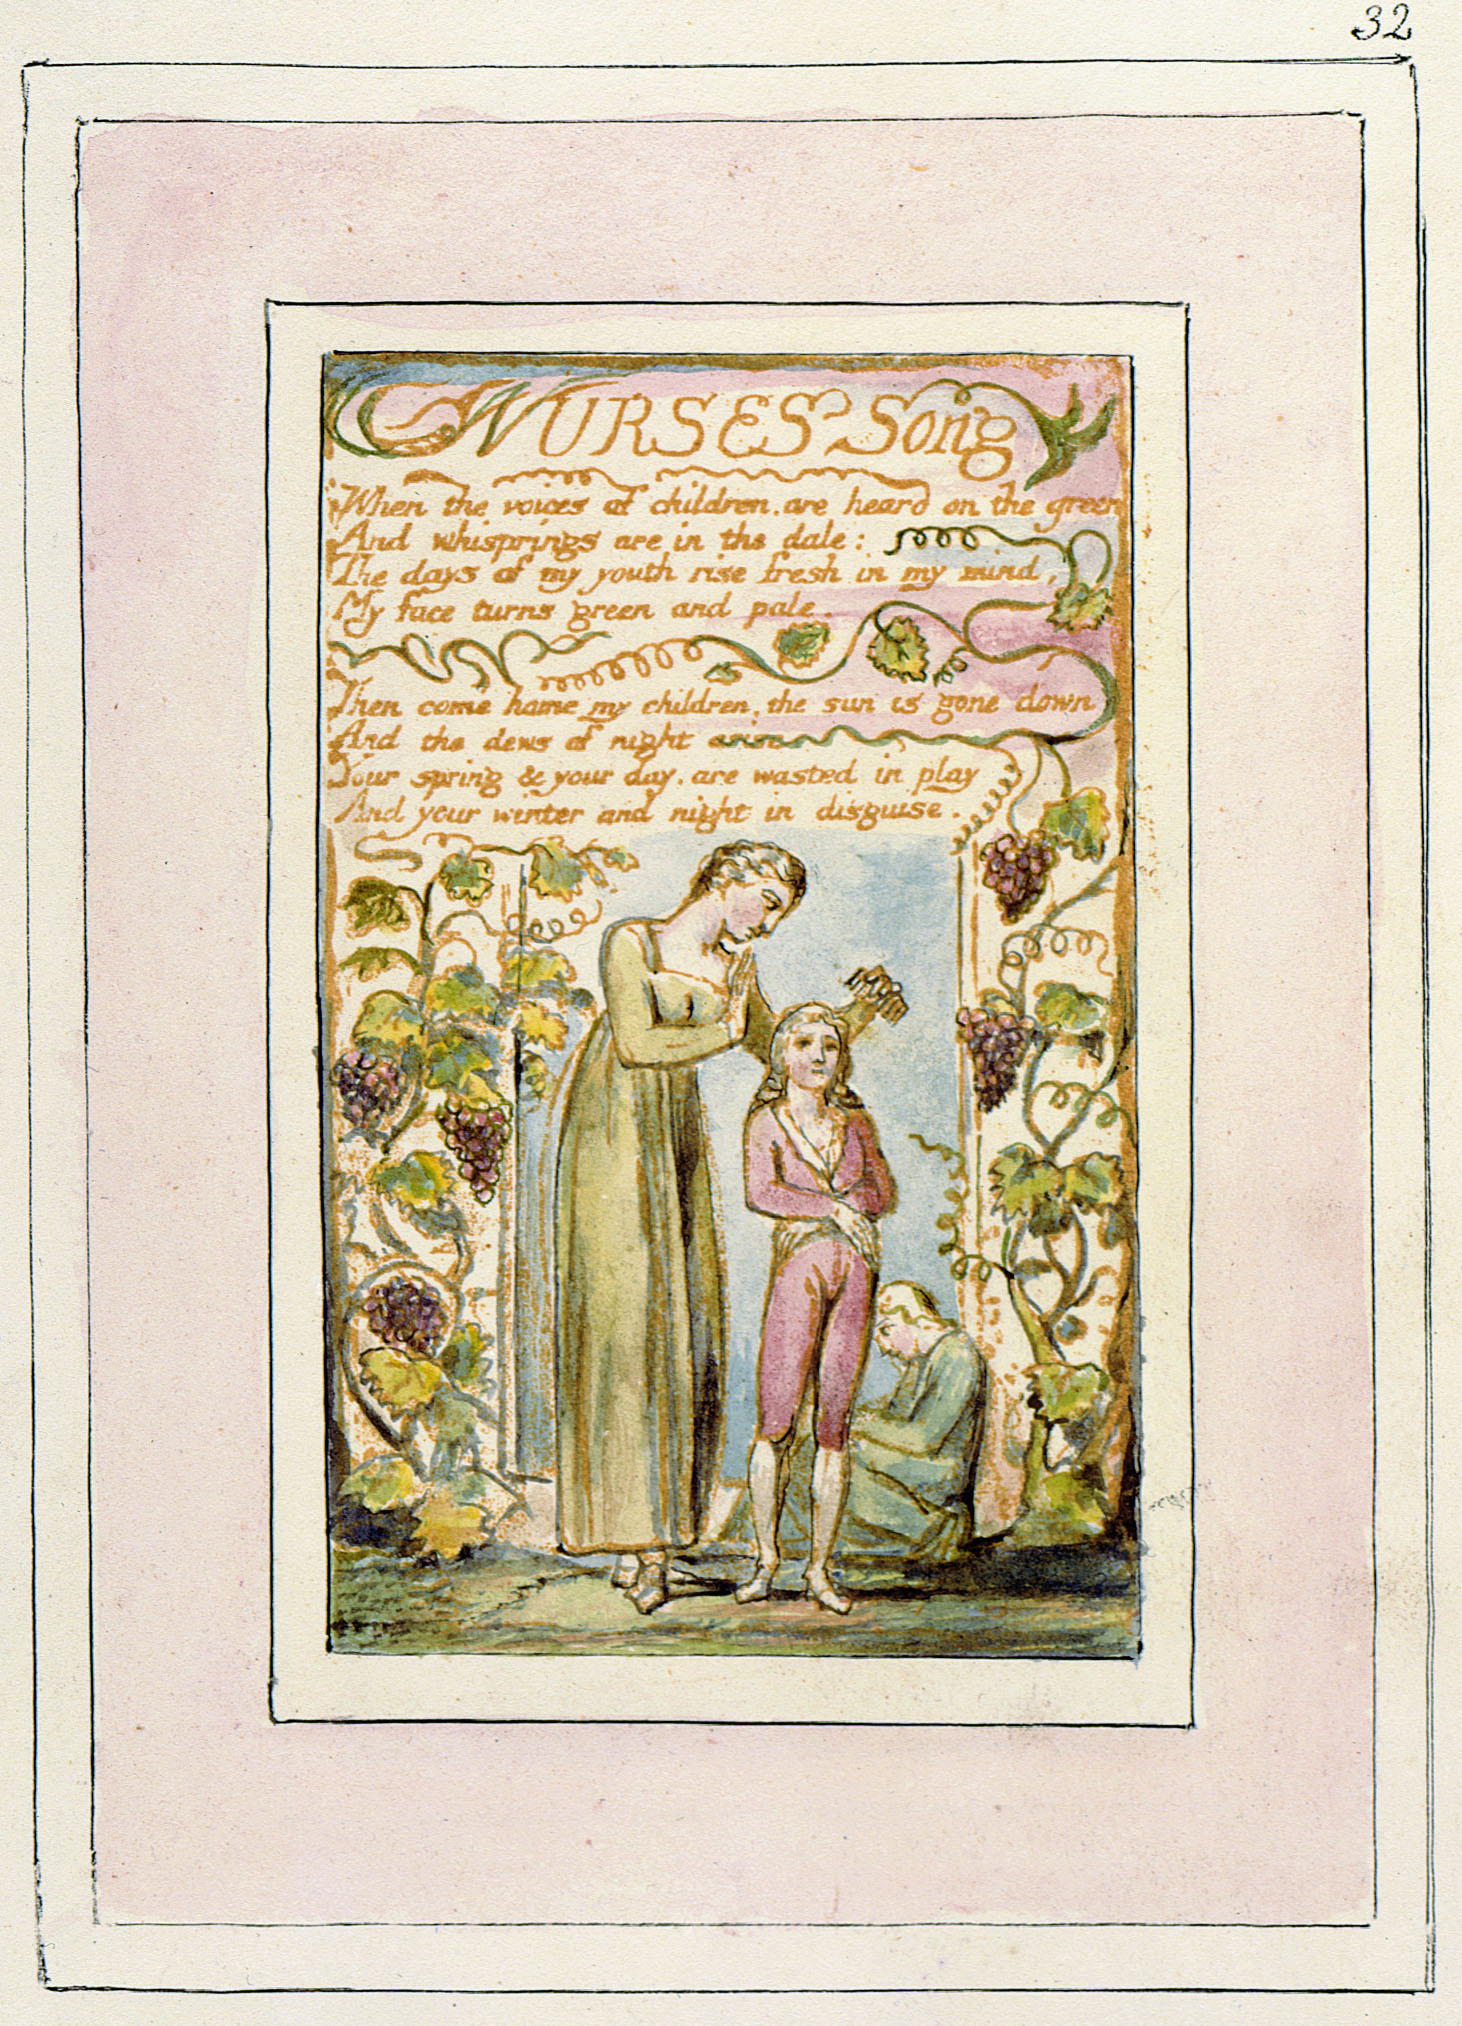 32
NURSES Song
When the voices of children, are heard on the green
And whisprings are in the dale:
The days of my youth rise fresh in my mind,
My face turns green and pale.
Then come home my children, the sun is gone down
And the dews of night arise
Your spring & your day, are wasted in play
And your winter and night in disguise.